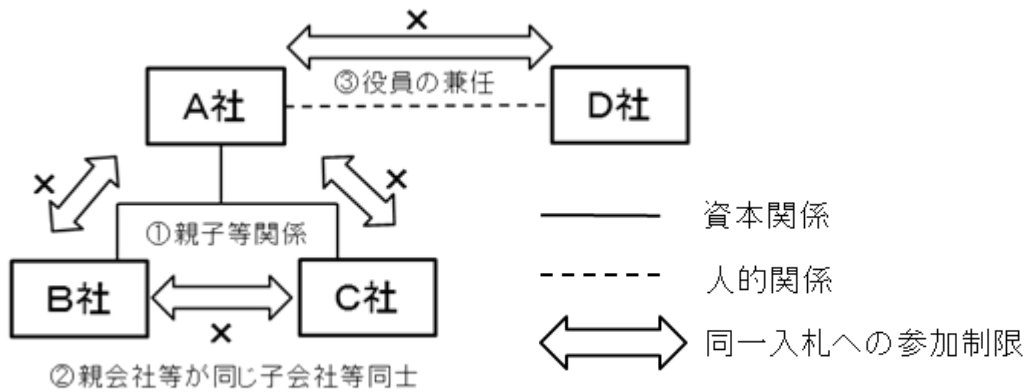 ×
③役員の兼任
A社
D社
×
×
①親子等関係
資本関係
B社
C社
人的関係
×
同一入札への参加制限
②親会社等が同じ子会社等同士